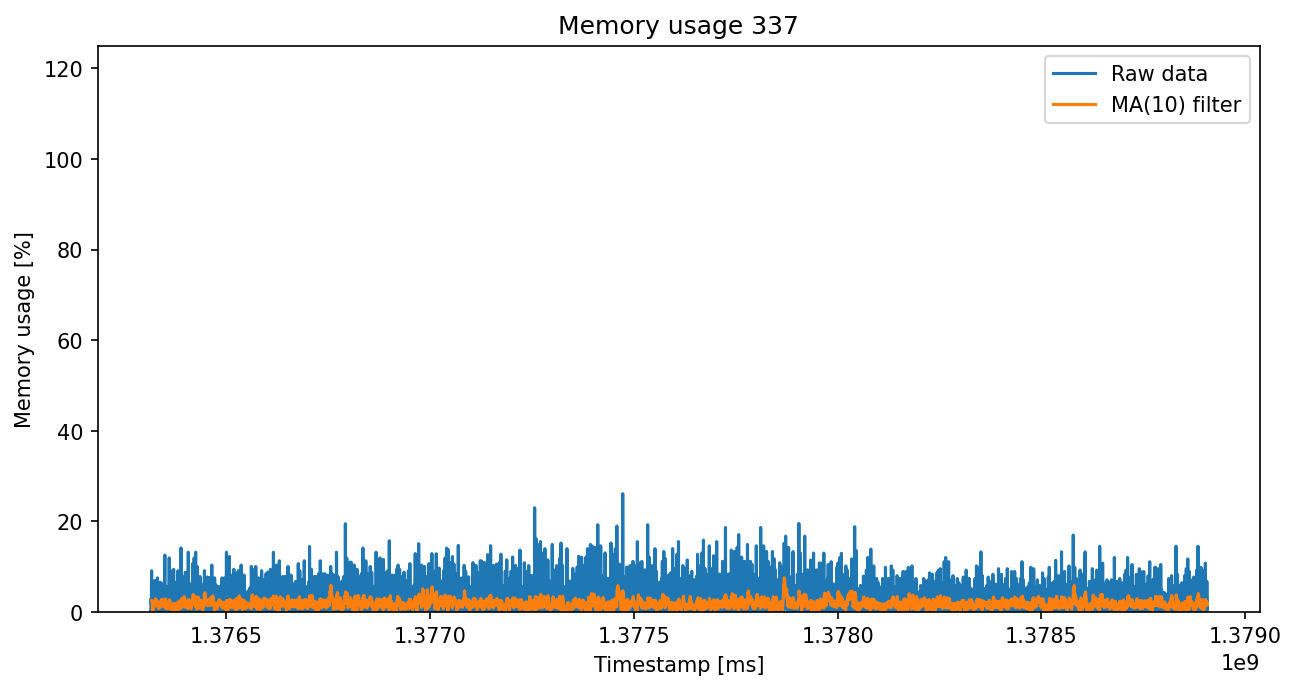 Memory usage 337
Raw data
MA(10) filter
120
100
80
60
40
20
0
Memory usage [%]
1.3765 1.3770 1.3775 1.3780 1.3785 1.3790
1e9
Timestamp [ms]